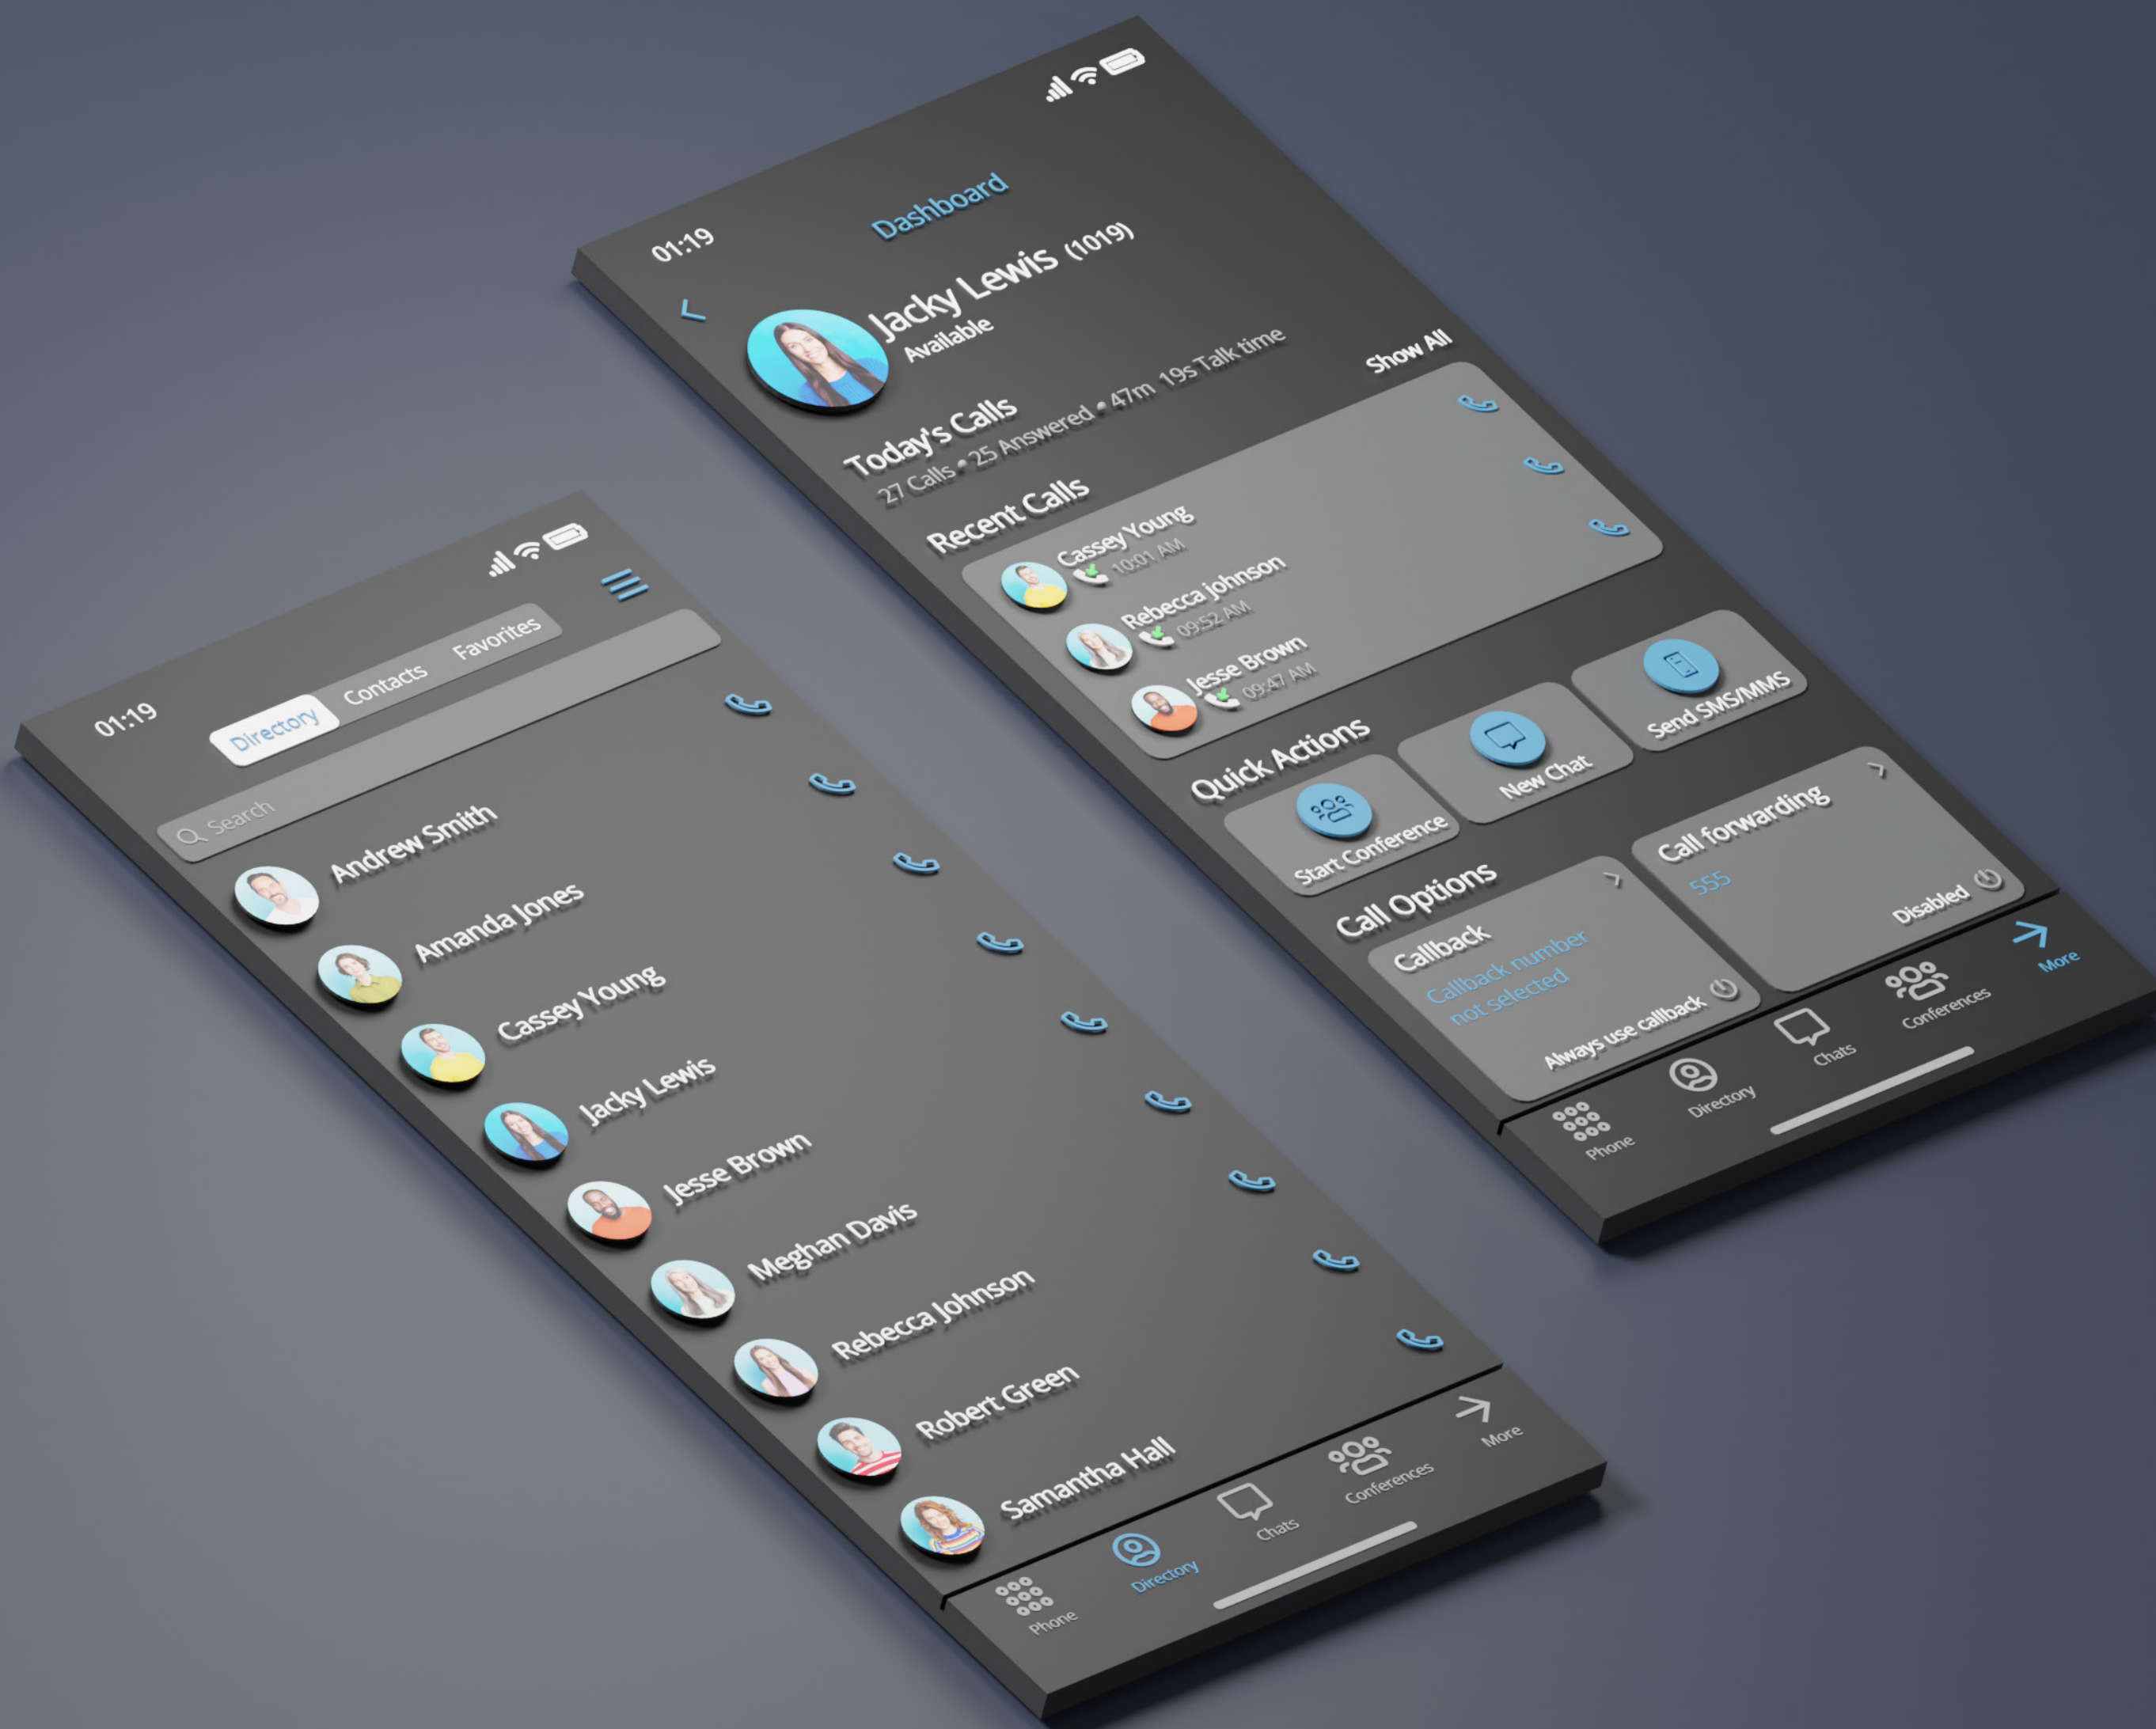 01:19
Directory
Contacts
Favorites
Search
Andrew Smith
Amanda Jones
Cassey Young
Jacky Lewis
Jesse Brown
Meghan Davis
Rebecca Johnson
Robert Green
Samantha Hall
Phone
Directory
Chats
Conferences
More
01:19
Dashboard
Jacky Lewis (1019)
Available
Today's Calls
27 Calls • 25 Answered • 47m 19s Talk time
Recent Calls
Show All
Cassey Young
10:01 AM
Rebecca johnson
09:52 AM
Jesse Brown
09:47 AM
Quick Actions
Start Conference
New Chat
Send SMS/MMS
Call Options
Callback
Callback number
not selected
Always use callback
Call forwarding
555
Disabled
Phone
Directory
Chats
Conferences
More